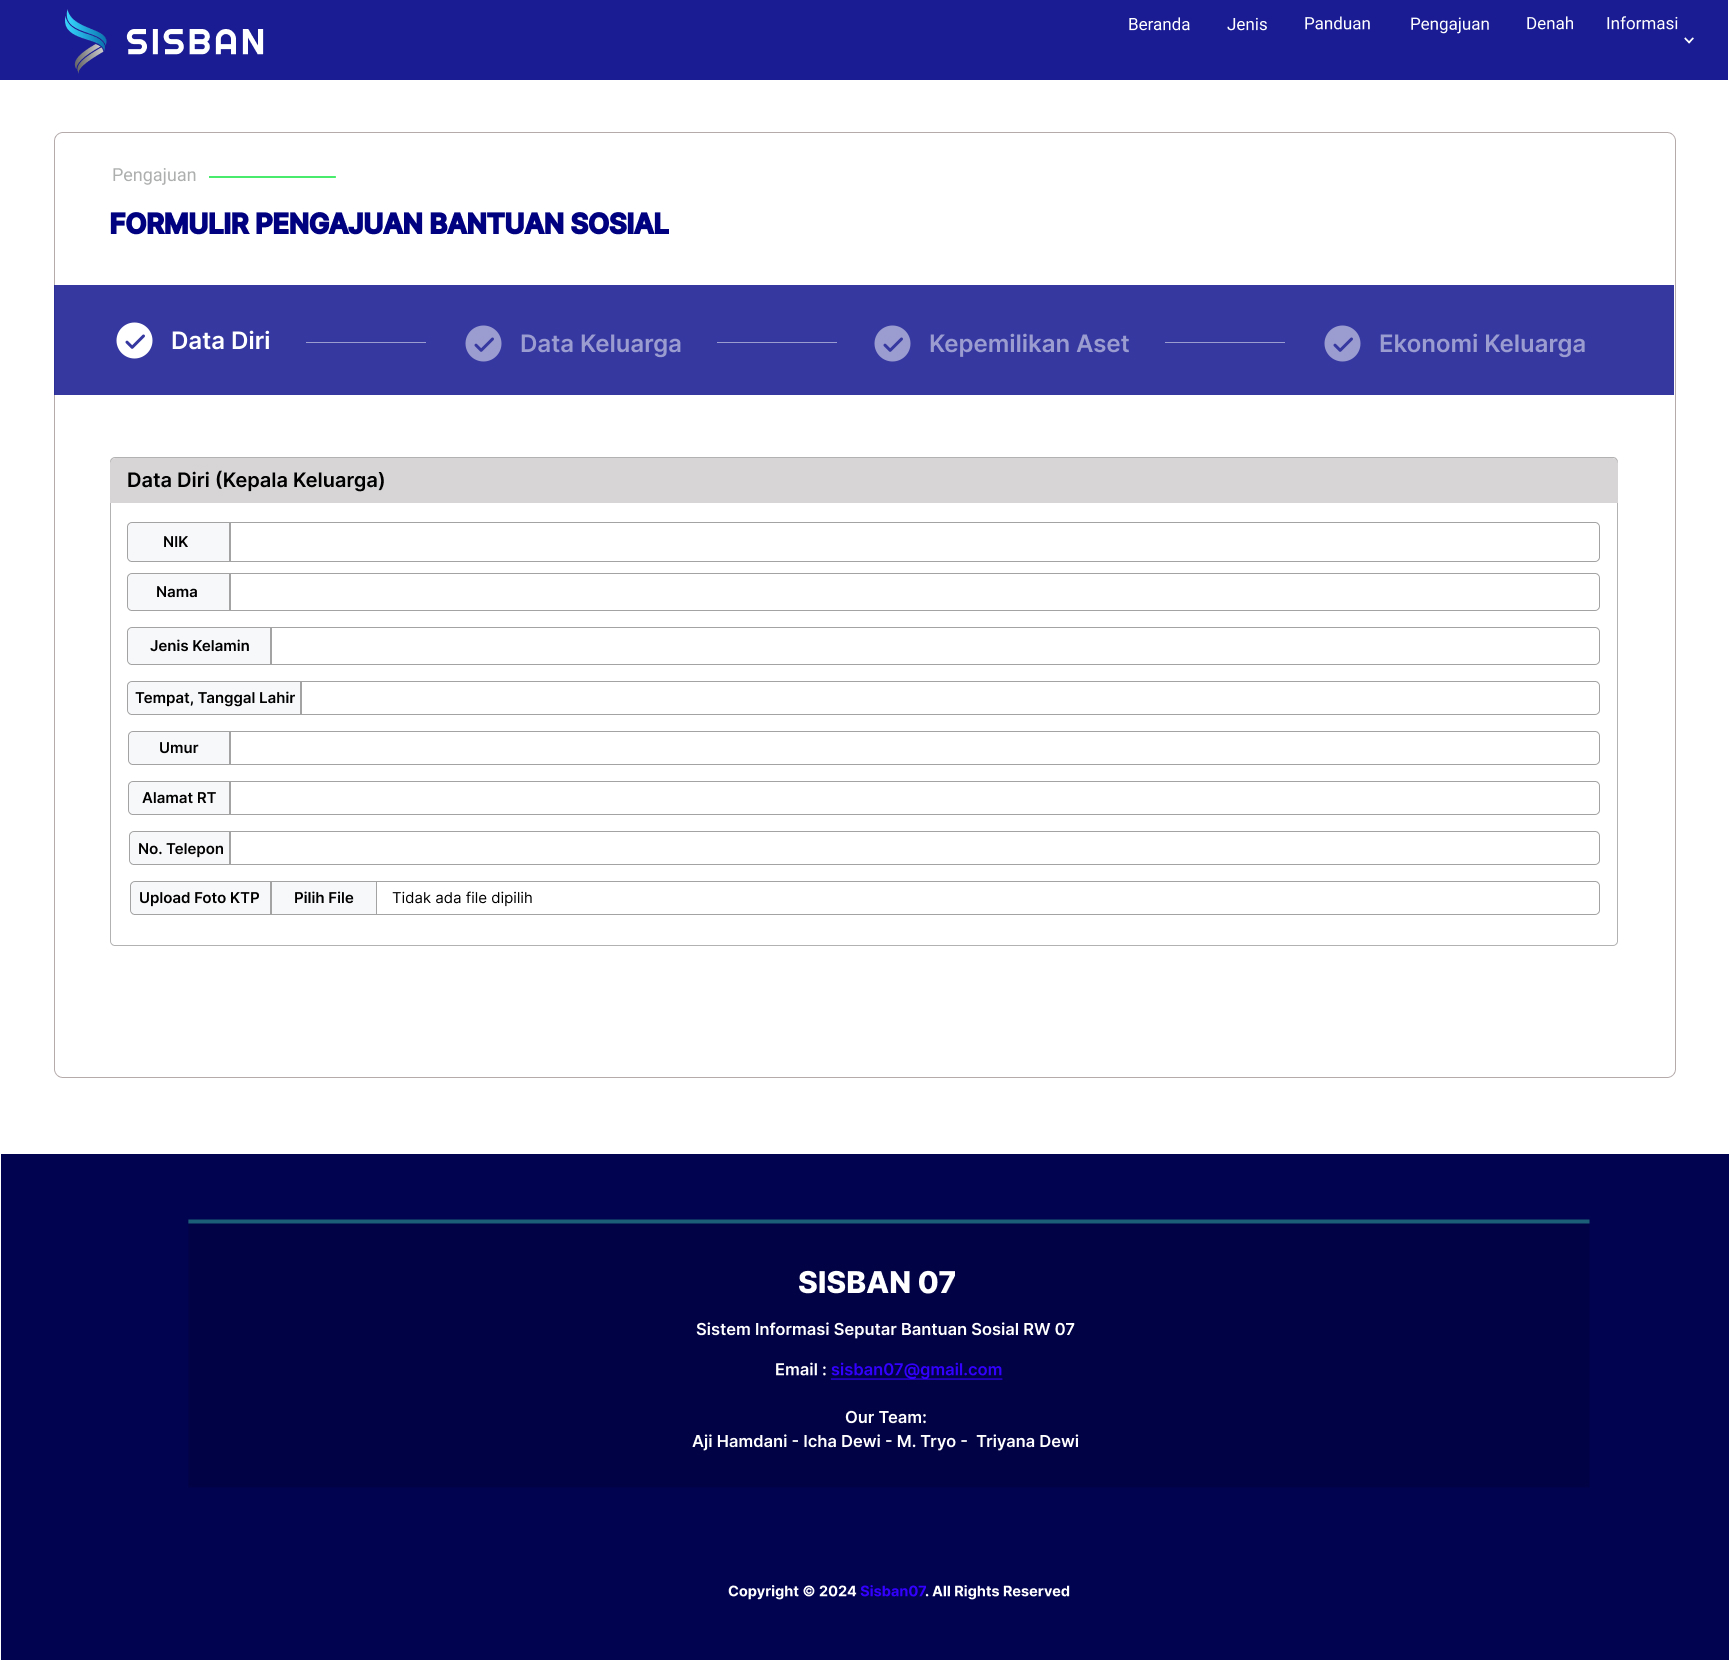 SISBAN
Beranda Jenis Panduan Pengajuan Denah Informasi
Pengajuan
FORMULIR PENGAJUAN BANTUAN SOSIAL
Data Diri Data Keluarga Kepemilikan Aset Ekonomi Keluarga
Data Diri (Kepala Keluarga)
NIK
Nama
Jenis Kelamin
Tempat, Tanggal Lahir
Umur
Alamat RT
No. Telepon
Upload Foto KTP Pilih File Tidak ada file dipilih
SISBAN 07
Sistem Informasi Seputar Bantuan Sosial RW 07
Email : sisban07@gmail.com
Our Team:
Aji Hamdani - Icha Dewi - M. Tryo - Triyana Dewi
Copyright © 2024 Sisban07. All Rights Reserved